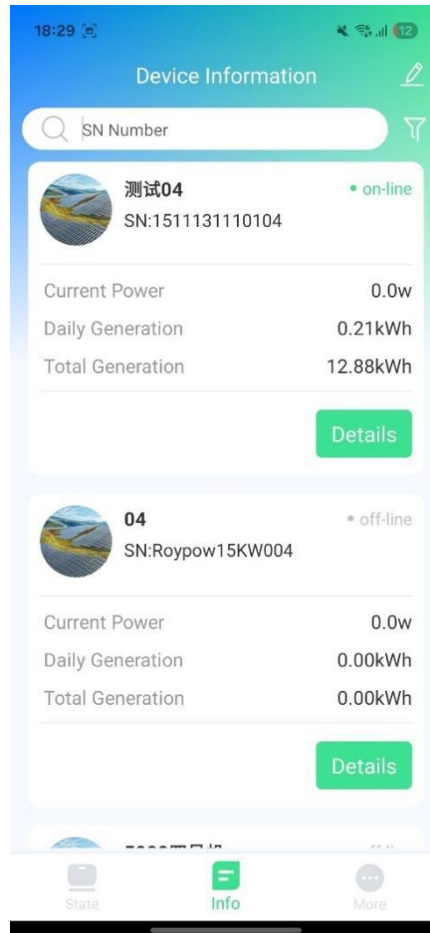 18:29
12
Device Information
SN Number
测试04
on-line
SN:1511131110104
Current Power 0.0w
Daily Generation 0.21kWh
Total Generation 12.88kWh
Details
04
off-line
SN:Roypow15KW004
Current Power 0.0w
Daily Generation 0.00kWh
Total Generation 0.00kWh
Details
State Info More